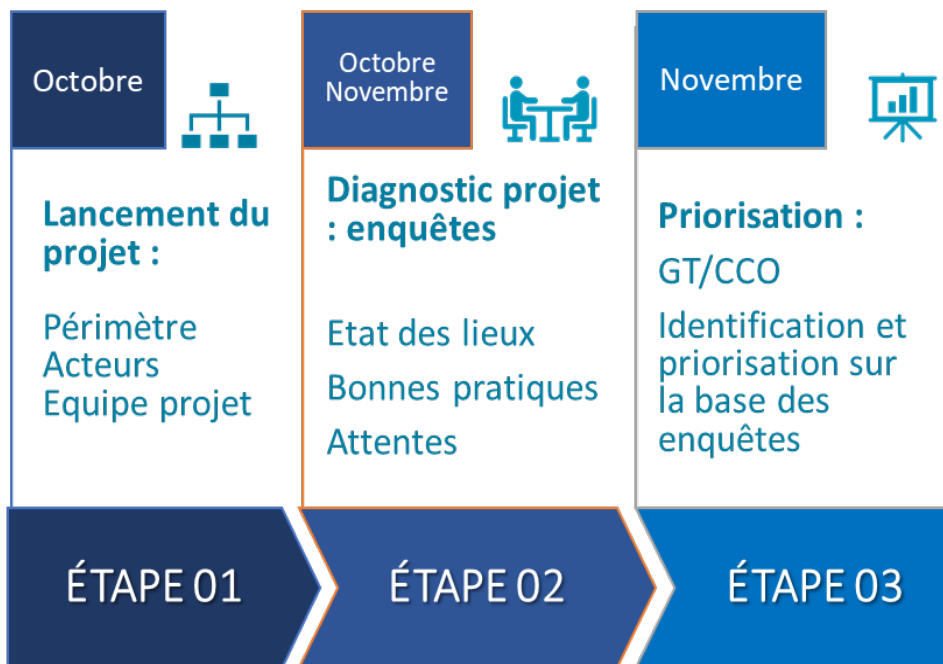 Octobre
Lancement du
projet :
Périmètre
Acteurs
Equipe projet
ÉTAPE 01
Octobre
Novembre
Diagnostic projet
: enquêtes
Etat des lieux
Bonnes pratiques
Attentes
ÉTAPE 02
Novembre
Priorisation :
GT/CCO
Identification et
priorisation sur
la base des
enquêtes
ÉTAPE 03